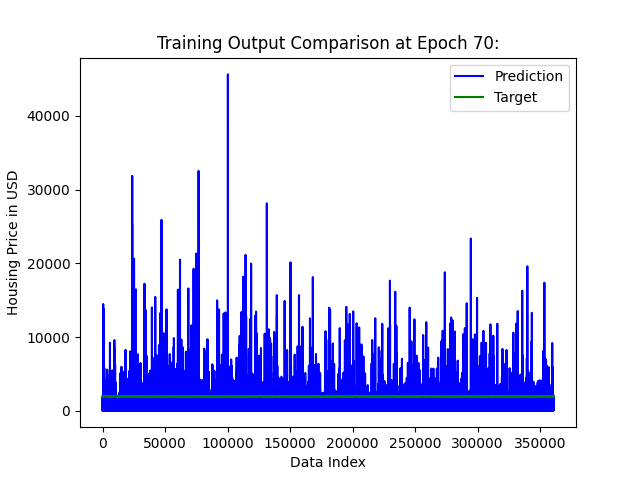 Training Output Comparison at Epoch 70:
Prediction
Target
Housing Price in USD
40000
30000
20000
10000
0
0 50000 100000 150000 200000 250000 300000 350000
Data Index